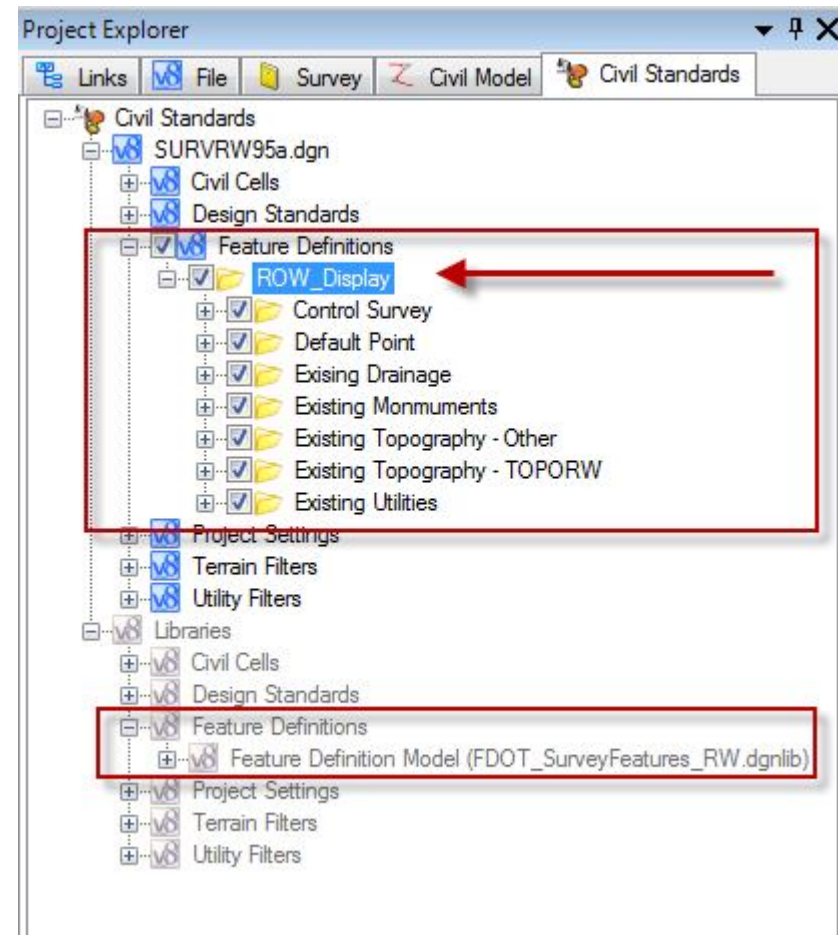 Project Explorer
Links File Survey Civil Model Civil Standards
Civil Standards
SURVRW95a.dgn
Civil Cells
Design Standards
Feature Definitions
ROW_Display
Control Survey
Default Point
Exising Drainage
Existing Monmuments
Existing Topography - Other
Existing Topography - TOPORW
Existing Utilities
Project Settings
Terrain Filters
Utility Filters
Libraries
Civil Cells
Design Standards
Feature Definitions
Feature Definition Model (FDOT_SurveyFeatures_RW.dgnlib)
Project Settings
Terrain Filters
Utility Filters